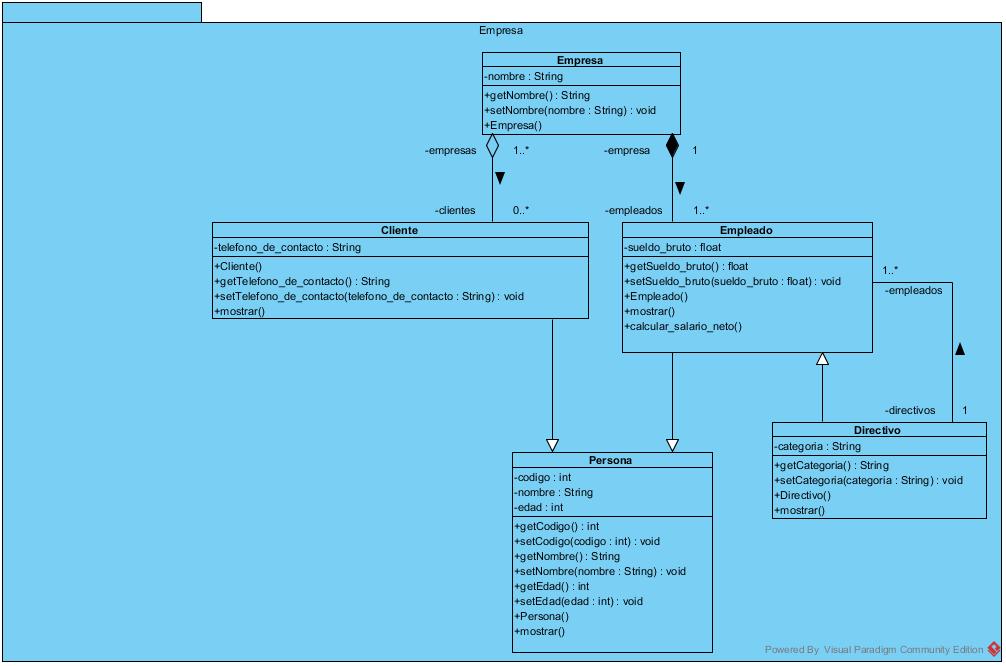 Empresa
Empresa
-nombre : String
+getNombre() : String
+setNombre(nombre : String) : void
+Empresa()
-empresas 1..*
-empresa 1
-clientes 0..*
-empleados 1..*
Cliente
-telefono_de_contacto : String
+Cliente()
+getTelefono_de_contacto() : String
+setTelefono_de_contacto(telefono_de_contacto : String) : void
+mostrar()
Empleado
-sueldo_bruto : float
+getSueldo_bruto() : float
+setSueldo_bruto(sueldo_bruto : float) : void
+Empleado()
+mostrar()
+calcular_salario_neto()
1..*
-empleados
-directivos 1
Directivo
-categoria : String
+getCategoria() : String
+setCategoria(categoria : String) : void
+Directivo()
+mostrar()
Persona
-codigo : int
-nombre : String
-edad : int
+getCodigo() : int
+setCodigo(codigo : int) : void
+getNombre() : String
+setNombre(nombre : String) : void
+getEdad() : int
+setEdad(edad : int) : void
+Persona()
+mostrar()
Powered By Visual Paradigm Community Edition